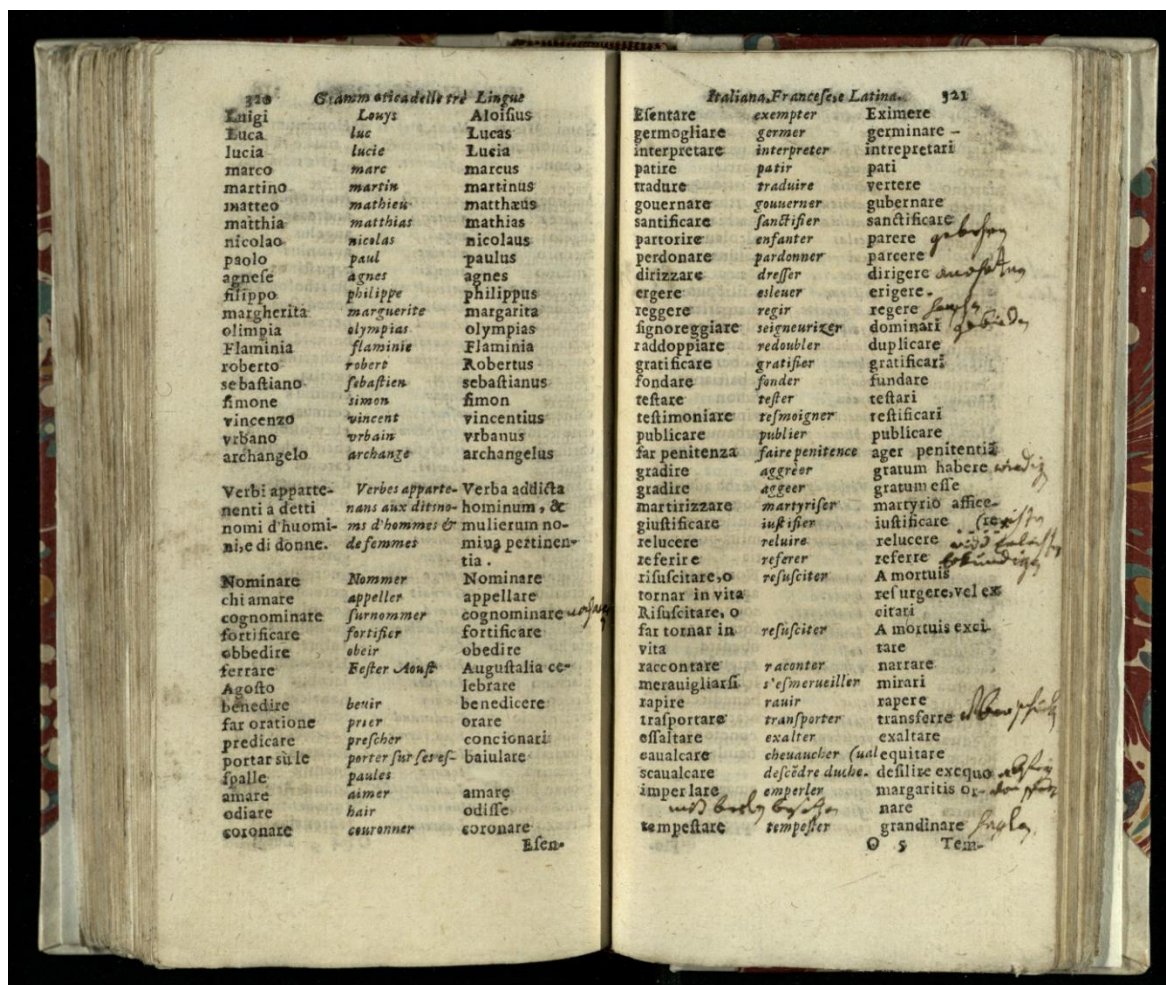 320 Gramm aticadelle trè Lingue
Luigi Louys Aloiſius
Luca luc Lucas
lucia lucie Lucia
marco marc marcus
martino martin martinus
matteo mathieu matthæus
matthia matthias mathias
nicolao nicolas nicolaus
paolo paul paulus
agneſe agnes agnes
filippo philippe philippus
margherita marguerite margarita
olimpia olympias olympias
Flaminia flaminie Flaminia
roberto robert Robertus
sebaſtiano ſebaſtien sebaſtianus
ſimone simon ſimon
vincenzo vincent vincentius
vrbano vrbain vrbanus
archangelo archange archangelus
Verbi apparte- Verbes apparte- Verba addicta
nenti a detti nans aux ditsno- hominum, &
nomi d'huomi- ms d'hommes & mulierum no-
ni, e di donne. de femmes mina pertinen-
tia.
Nominare Nommer Nominare
chiamare appeller appellare
cognominare ſurnommer cognominare
fortificare fortifier fortificare
obbedire obeir obedire
ferrare Feſter Aouſt Auguſtalia ce-
Agoſto lebrare
benedire benir benedicere
far oratione prier orare
predicare preſcher concionari
portar sù le porter ſur ſes eſ- baiulare
ſpalle paules
amare aimer amare
odiare hair odiſſe
coronare couronner coronare
Eſen-
Italiana, Franceſe, e Latina. 321
Eſentare exempter Eximere
germogliare germer germinare –
interpretare interpreter intrepretari
patire patir pati
tradure traduire vertere
gouernare gouuerner gubernare
santificare ſanctifier sanctificare
partorire enfanter parere gebehren
perdonare pardonner parcere
dirizzare dreſſer dirigere
ergere esleuer erigere.
reggere regir regere
ſignoreggiare seigneurizer dominari
raddoppiare redoubler duplicare
gratificare gratifier gratificari
fondare fonder fundare
teſtare teſter teſtari
teſtimoniare teſmoigner teſtificari
publicare publier publicare
far penitenza faire penitence ager penitentiã
gradire aggréer gratum habere
gradire aggeer gratum eſſe
martirizzare martyriſer martyrio affice-
giuſtificare iuſtifier iuſtificare (re
relucere reluire relucere
referire referer referre
riſuſcitare, o reſuſciter A mortuis
tornar in vita reſurgere, vel ex
Riſuſcitare, o citari
far tornar in reſuſciter A mortuis exci-
vita tare
raccontare raconter narrare
merauigliarſi s'eſmerueiller mirari
rapire rauir rapere
traſportare tranſporter transferre
eſſaltare exalter exaltare
caualcare cheuaucher (ual equitare
scaualcare deſcẽdre duche- deſilire exequo
imperlare emperler margaritis or-
nare
tempeſtare tempeſter grandinare
O 5 Tem-